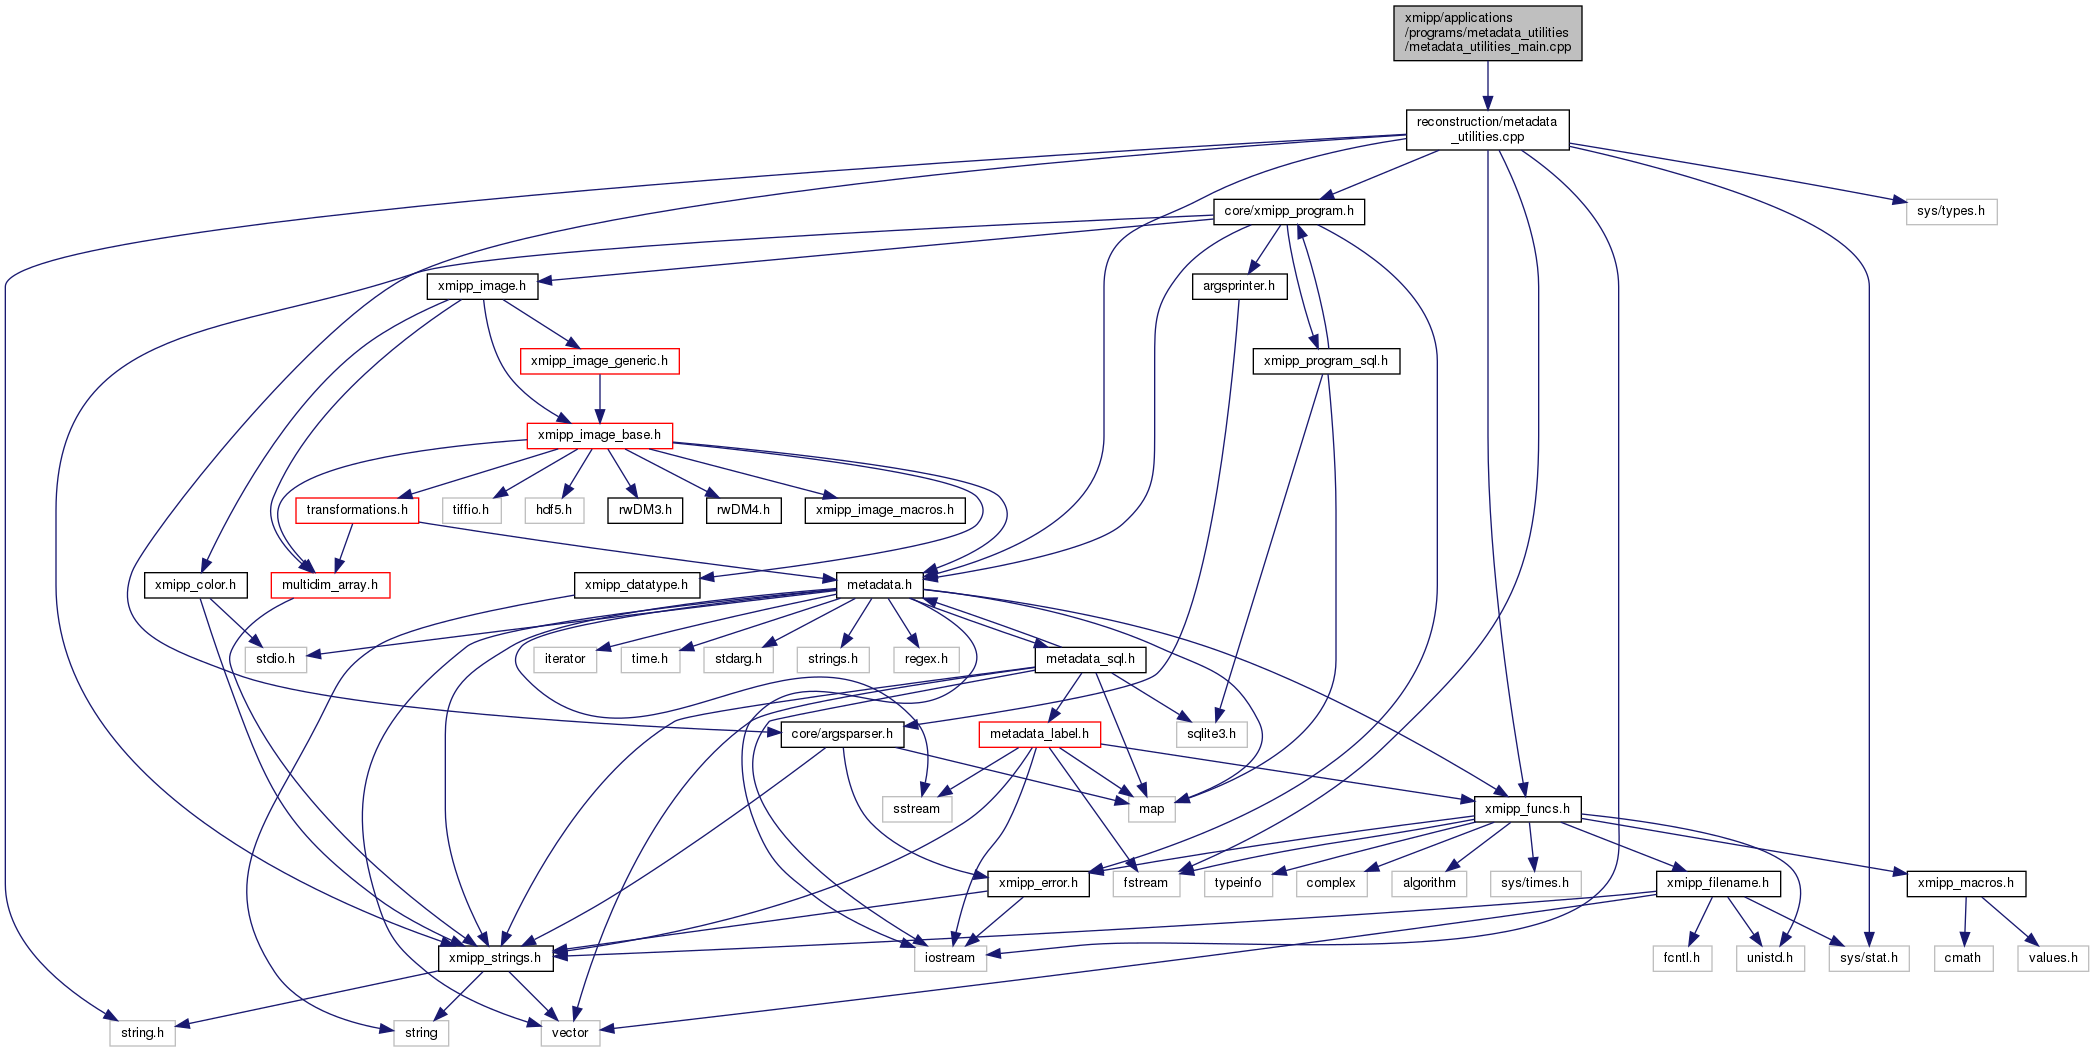 xmipp/applications
/programs/metadata_utilities
/metadata_utilities_main.cpp
reconstruction/metadata
_utilities.cpp
core/xmipp_program.h
sys/types.h
xmipp_image.h
argsprinter.h
xmipp_image_generic.h
xmipp_program_sql.h
xmipp_image_base.h
transformations.h
tiffio.h
hdf5.h
rwDM3.h
rwDM4.h
xmipp_image_macros.h
xmipp_color.h
multidim_array.h
xmipp_datatype.h
metadata.h
stdio.h
iterator
time.h
stdarg.h
strings.h
regex.h
metadata_sql.h
core/argsparser.h
metadata_label.h
sqlite3.h
sstream
map
xmipp_funcs.h
xmipp_error.h
fstream
typeinfo
complex
algorithm
sys/times.h
xmipp_filename.h
xmipp_macros.h
xmipp_strings.h
iostream
fcntl.h
unistd.h
sys/stat.h
cmath
values.h
string.h
string
vector